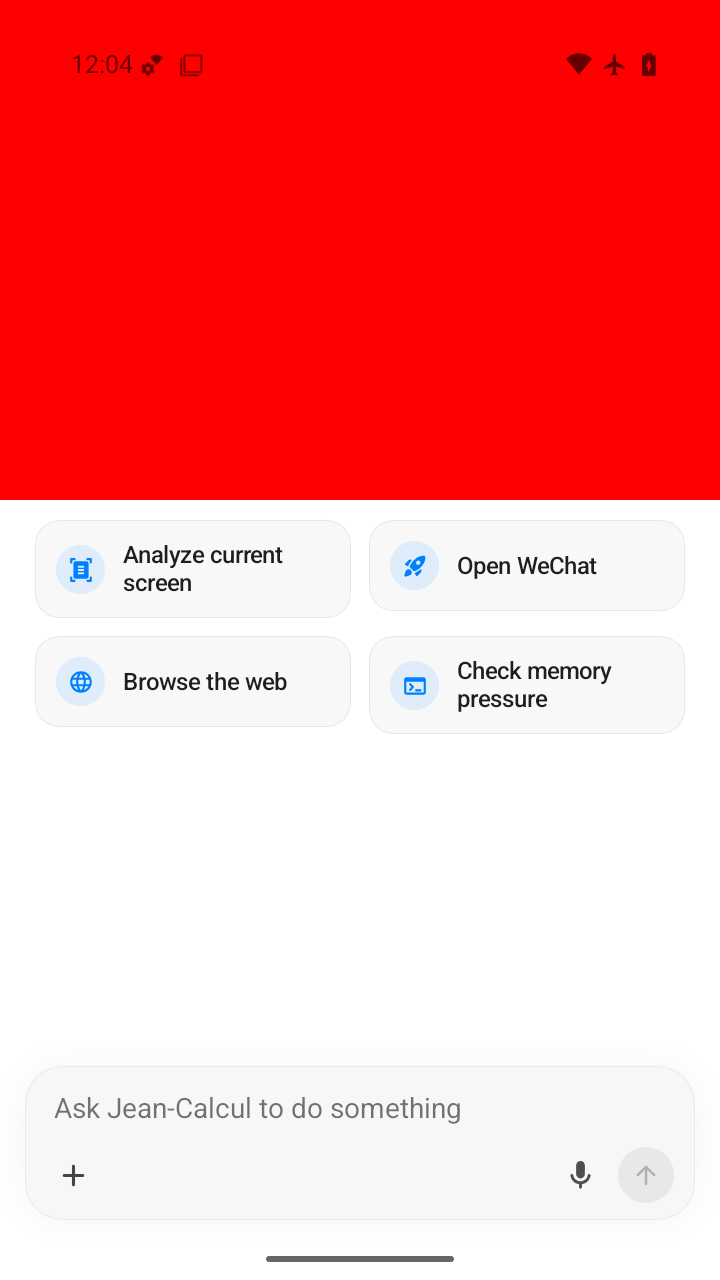 12:04
Analyze current
screen
Open WeChat
Browse the web
Check memory
pressure
Ask Jean-Calcul to do something